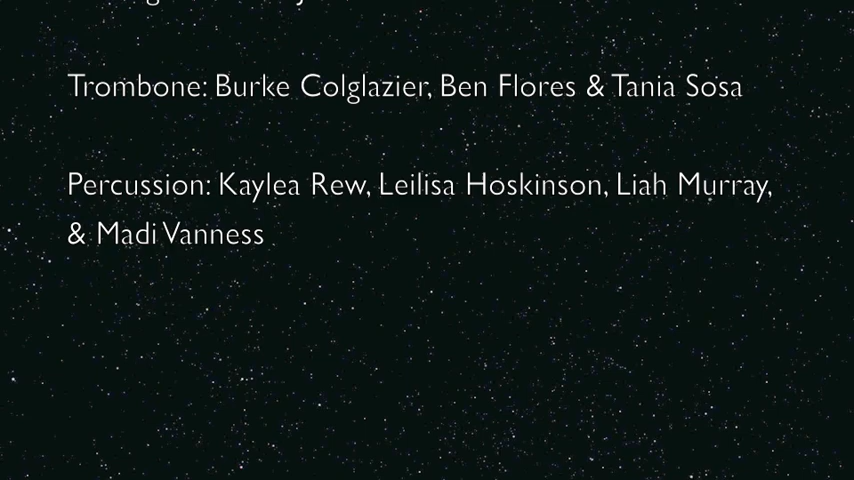 Trombone: Burke Colglazier, Ben Flores & Tania Sosa
Percussion: Kaylea Rew, Leilisa Hoskinson, Liah Murray,
& Madi Vanness